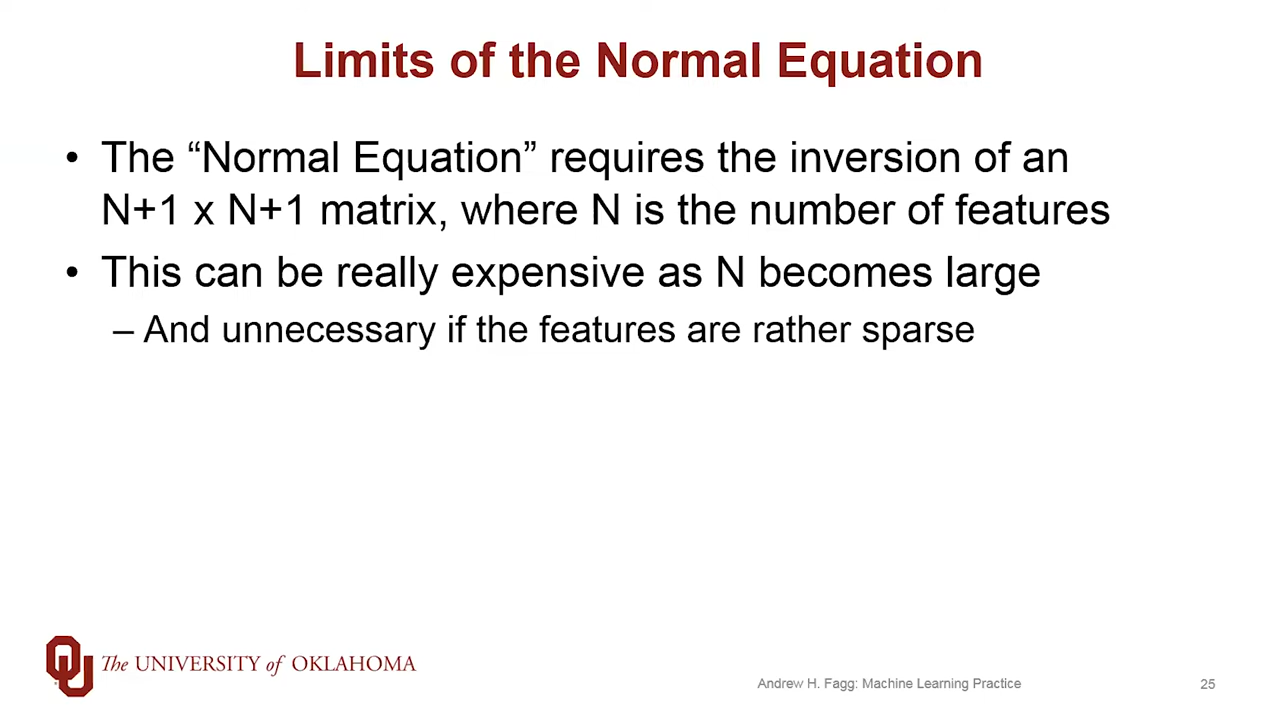 Limits of the Normal Equation
• The “Normal Equation” requires the inversion of an
N+1 x N+1 matrix, where N is the number of features
• This can be really expensive as N becomes large
– And unnecessary if the features are rather sparse
The UNIVERSITY of OKLAHOMA
Andrew H. Fagg: Machine Learning Practice
25